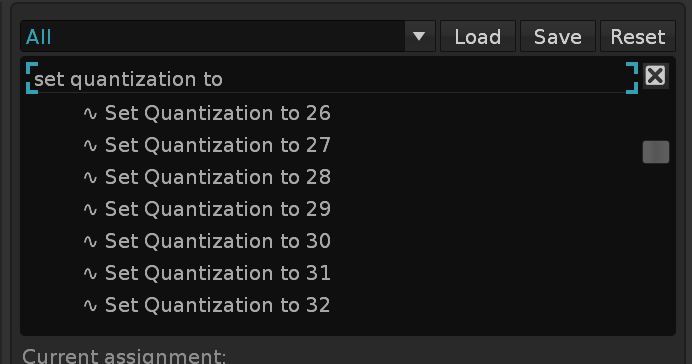 All Load Save Reset
set quantization to
∿ Set Quantization to 26
∿ Set Quantization to 27
∿ Set Quantization to 28
∿ Set Quantization to 29
∿ Set Quantization to 30
∿ Set Quantization to 31
∿ Set Quantization to 32
Current assignment: